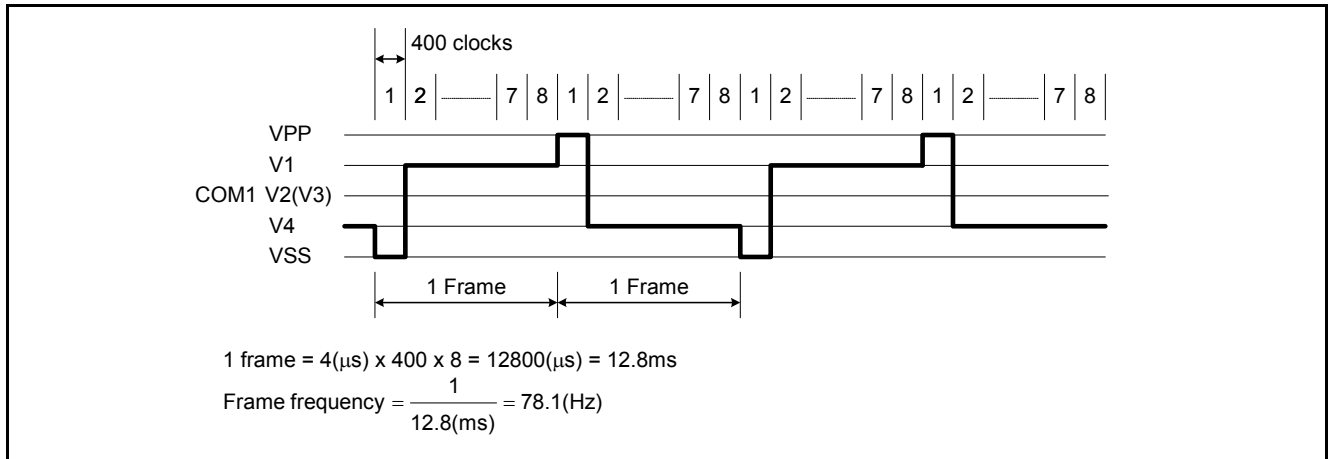 400 clocks
1 2 7 8 1 2 7 8 1 2 7 8 1 2 7 8
VPP
V1
COM1 V2(V3)
V4
VSS
1 Frame 1 Frame
1 frame = 4(μs) x 400 x 8 = 12800(μs) = 12.8ms
Frame frequency = 1 / 12.8(ms) = 78.1(Hz)